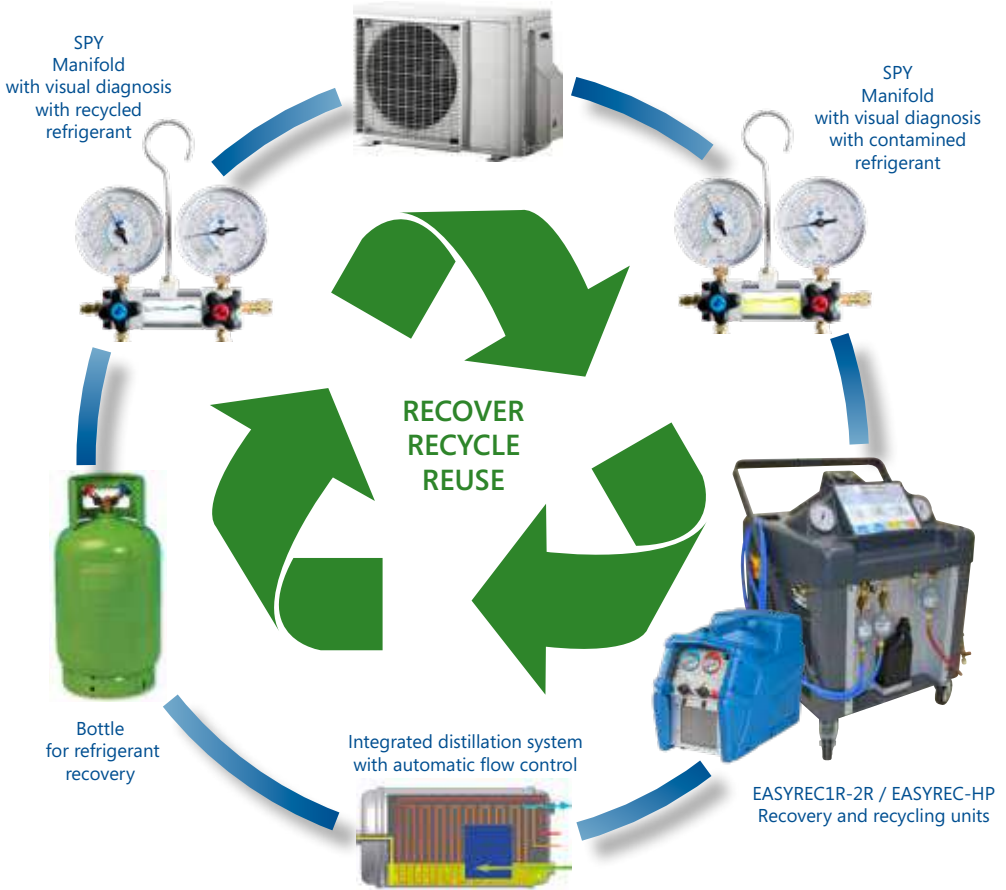 SPY
Manifold
with visual diagnosis
with recycled
refrigerant
SPY
Manifold
with visual diagnosis
with contamined
refrigerant
RECOVER
RECYCLE
REUSE
Bottle
for refrigerant
recovery
Integrated distillation system
with automatic flow control
EASYREC1R-2R / EASYREC-HP
Recovery and recycling units